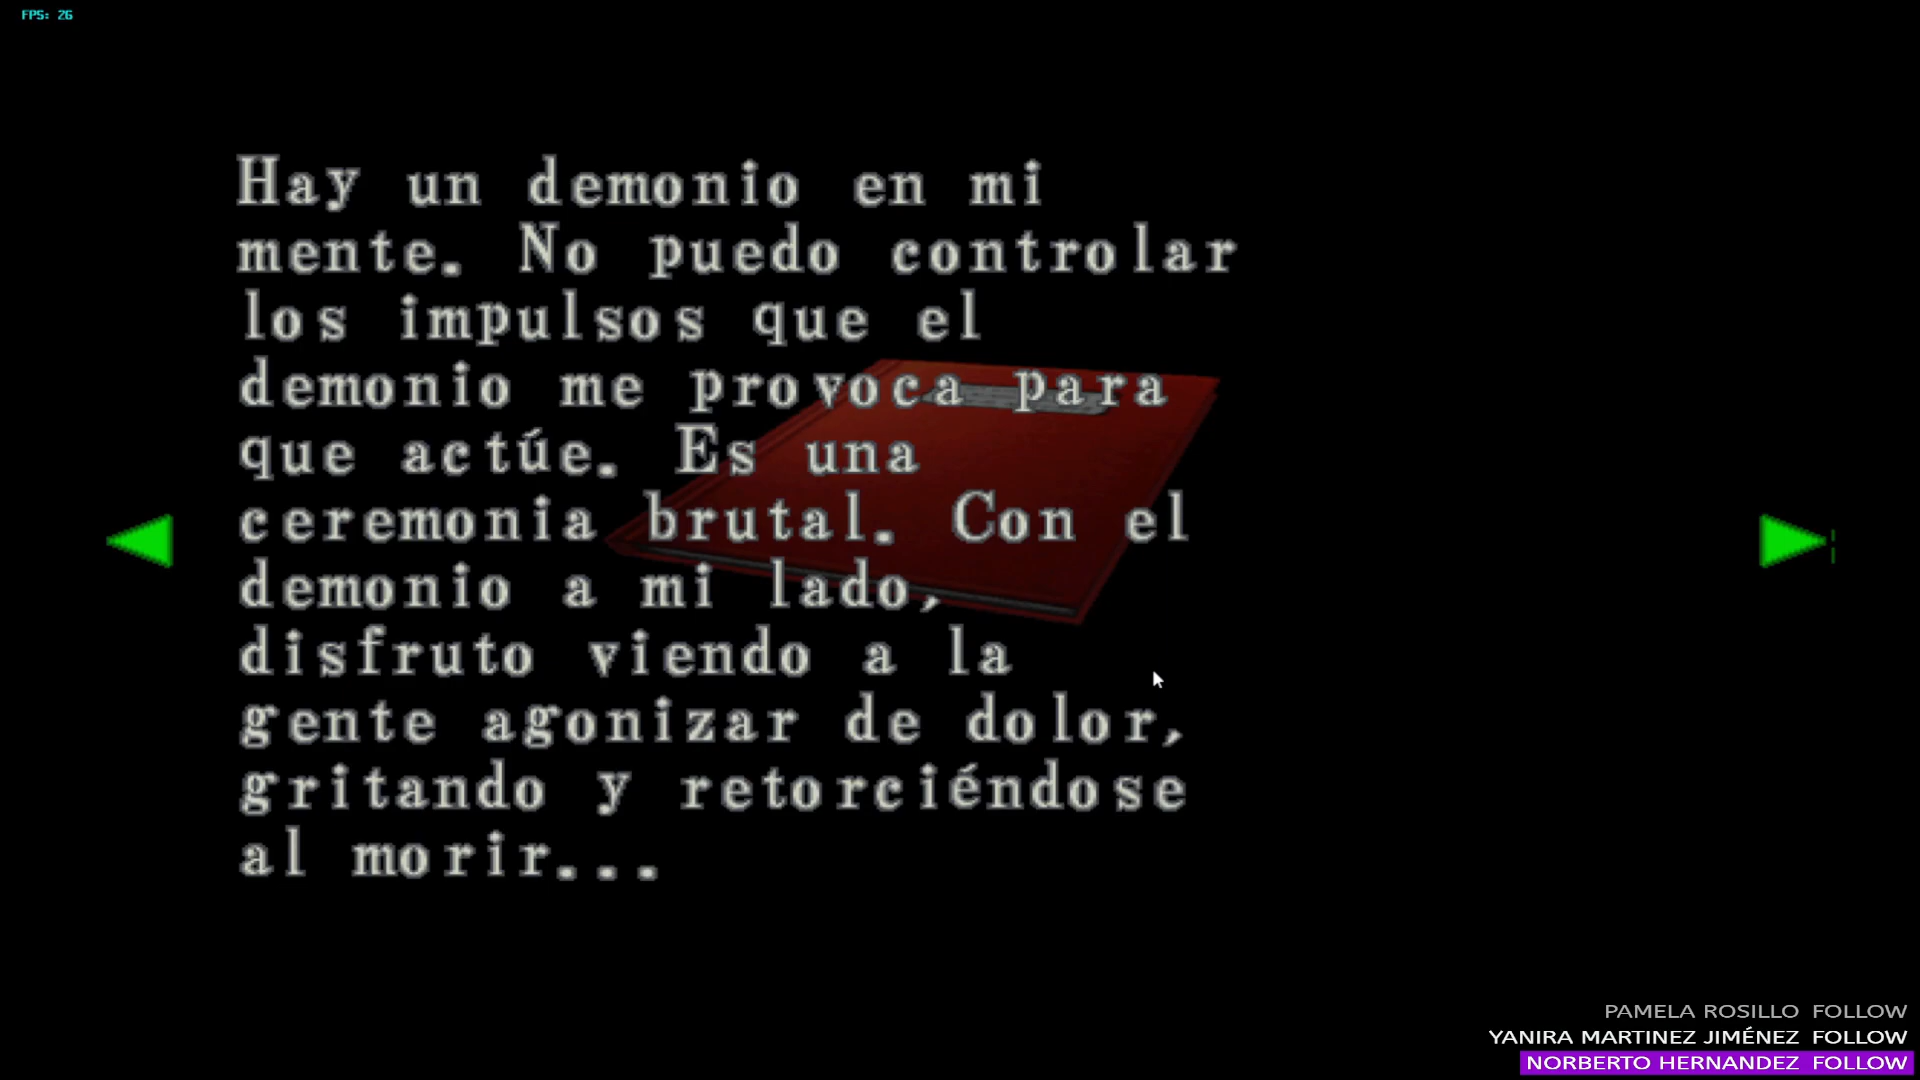 FPS: 26
Hay un demonio en mi
mente. No puedo controlar
los impulsos que el
demonio me provoca para
que actúe. Es una
ceremonia brutal. Con el
demonio a mi lado,
disfruto viendo a la
gente agonizar de dolor,
gritando y retorciéndose
al morir...
PAMELA ROSILLO FOLLOW
YANIRA MARTINEZ JIMÉNEZ FOLLOW
NORBERTO HERNANDEZ FOLLOW